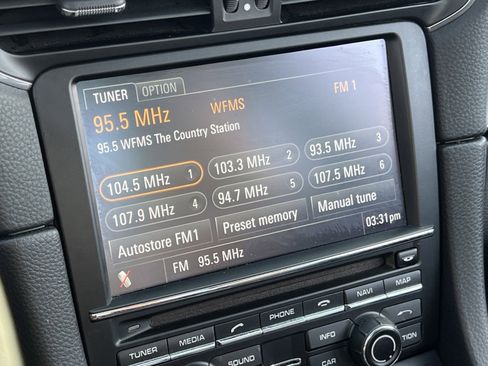 TUNER OPTION
95.5 MHz WFMS FM 1
95.5 WFMS The Country Station
104.5 MHz 1 103.3 MHz 2 93.5 MHz 3
107.9 MHz 4 94.7 MHz 5 107.5 MHz 6
Autostore FM1 Preset memory Manual tune
FM 95.5 MHz 03:31pm
TUNER MEDIA PHONE NAVI MAP
SOUND INFO
CAR